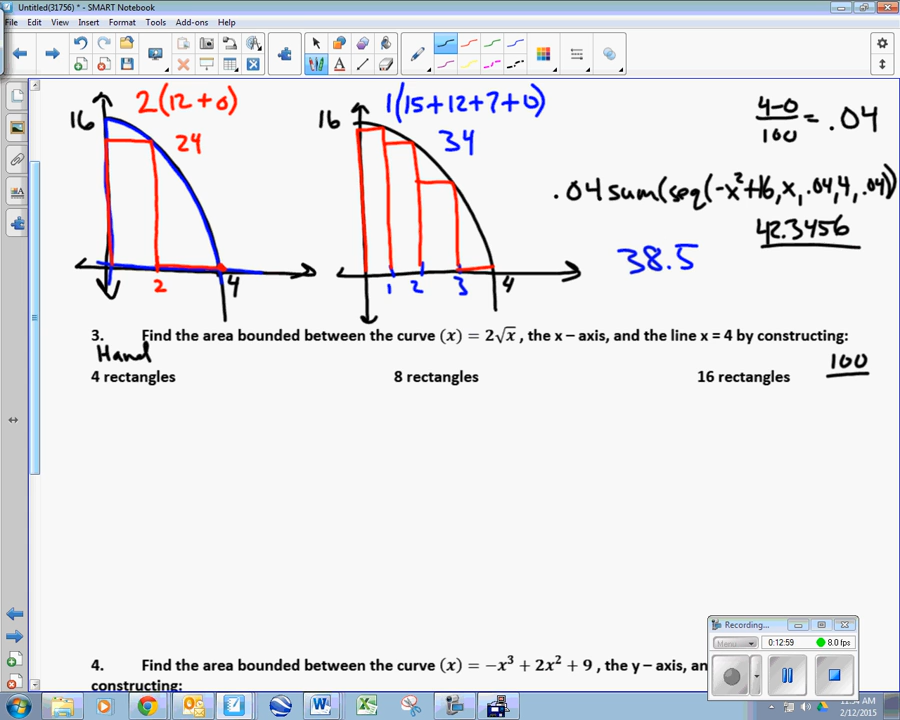 Untitled(31756) * - SMART Notebook
File Edit View Insert Format Tools Add-ons Help
2(12+0)
24
16
2
4
1(15+12+7+0)
34
16
1 2 3 4
4-0
100
= .04
.04 sum(seq(-x²+16,x,.04,4,.04))
42.3456
38.5
3. Find the area bounded between the curve (x) = 2√x , the x – axis, and the line x = 4 by constructing:
Hand
100
4 rectangles 8 rectangles 16 rectangles
4. Find the area bounded between the curve (x) = −x³ + 2x² + 9 , the y – axis, an
constructing:
Recording...
Menu
0:12:59 8.0 fps
11:54 AM
2/12/2015